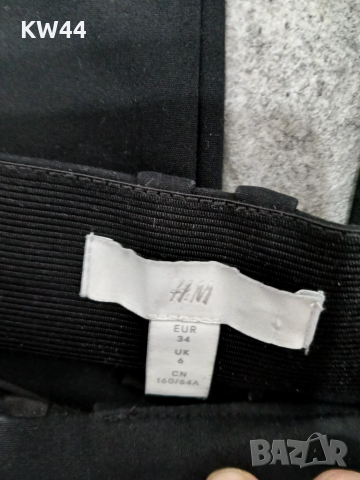 KW44
H&M
EUR
34
UK
6
CN
160/64A
BAZAR